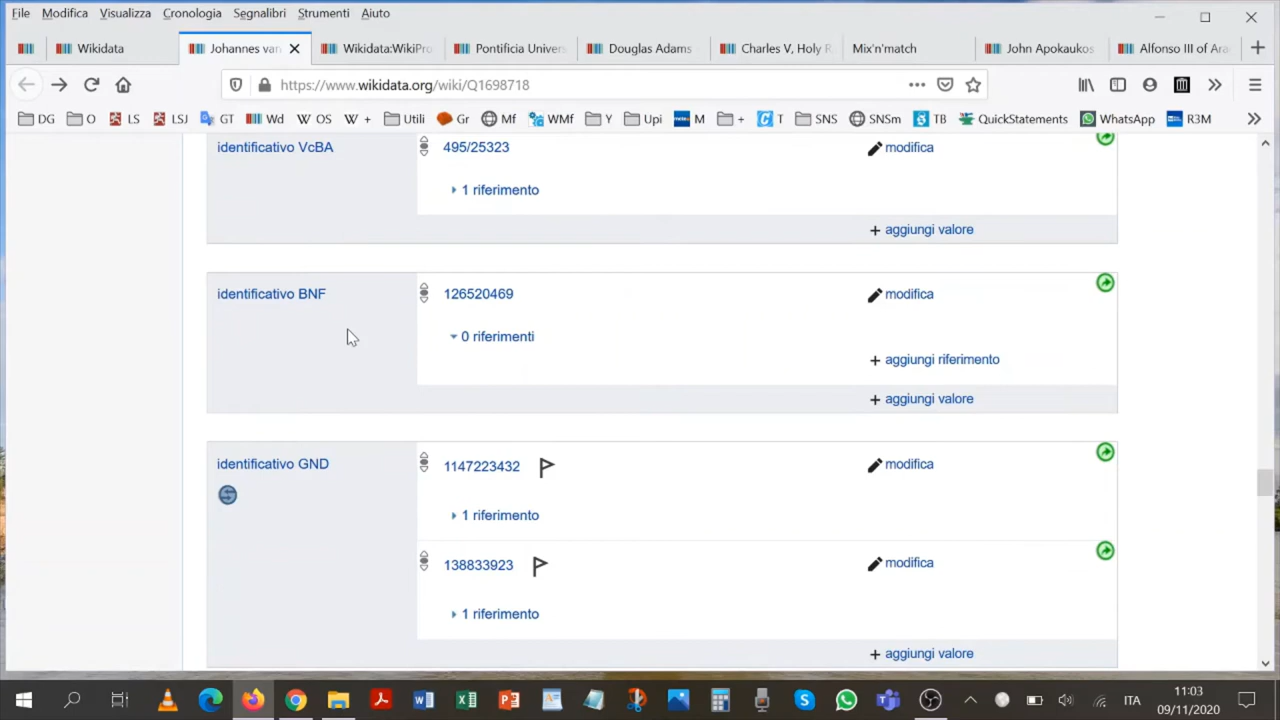 File Modifica Visualizza Cronologia Segnalibri Strumenti Aiuto
Wikidata Johannes van Wikidata:WikiPro Pontificia Univer Douglas Adams Charles V, Holy R Mix'n'match John Apokaukos Alfonso III of Ara
https://www.wikidata.org/wiki/Q1698718
DG O LS LSJ GT Wd OS + Utili Gr Mf WMf Y Upi M + T SNS SNSm TB QuickStatements WhatsApp R3M
identificativo VcBA 495/25323 modifica
1 riferimento
+ aggiungi valore
identificativo BNF 126520469 modifica
0 riferimenti
+ aggiungi riferimento
+ aggiungi valore
identificativo GND 1147223432 modifica
1 riferimento
138833923 modifica
1 riferimento
+ aggiungi valore
ITA 11:03
09/11/2020